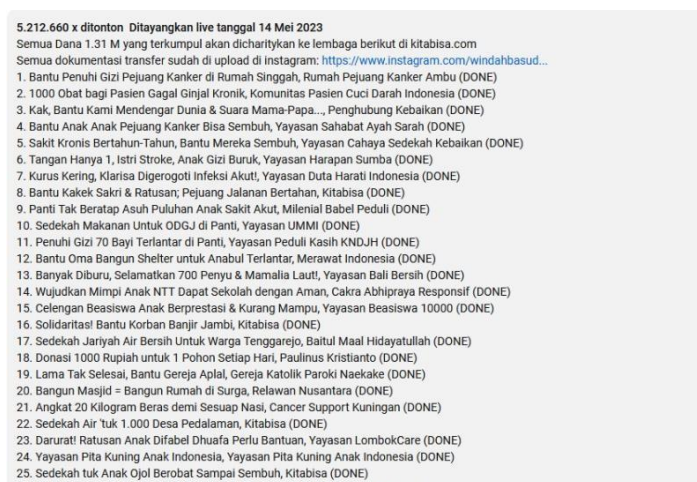 5.212.660 x ditonton Ditayangkan live tanggal 14 Mei 2023
Semua Dana 1.31 M yang terkumpul akan dicharitykan ke lembaga berikut di kitabisa.com
Semua dokumentasi transfer sudah di upload di instagram: https://www.instagram.com/windahbasud...
1. Bantu Penuhi Gizi Pejuang Kanker di Rumah Singgah, Rumah Pejuang Kanker Ambu (DONE)
2. 1000 Obat bagi Pasien Gagal Ginjal Kronik, Komunitas Pasien Cuci Darah Indonesia (DONE)
3. Kak, Bantu Kami Mendengar Dunia & Suara Mama-Papa..., Penghubung Kebaikan (DONE)
4. Bantu Anak Anak Pejuang Kanker Bisa Sembuh, Yayasan Sahabat Ayah Sarah (DONE)
5. Sakit Kronis Bertahun-Tahun, Bantu Mereka Sembuh, Yayasan Cahaya Sedekah Kebaikan (DONE)
6. Tangan Hanya 1, Istri Stroke, Anak Gizi Buruk, Yayasan Harapan Sumba (DONE)
7. Kurus Kering, Klarisa Digerogoti Infeksi Akut!, Yayasan Duta Harati Indonesia (DONE)
8. Bantu Kakek Sakri & Ratusan; Pejuang Jalanan Bertahan, Kitabisa (DONE)
9. Panti Tak Beratap Asuh Puluhan Anak Sakit Akut, Milenial Babel Peduli (DONE)
10. Sedekah Makanan Untuk ODGJ di Panti, Yayasan UMMI (DONE)
11. Penuhi Gizi 70 Bayi Terlantar di Panti, Yayasan Peduli Kasih KNDJH (DONE)
12. Bantu Oma Bangun Shelter untuk Anabul Terlantar, Merawat Indonesia (DONE)
13. Banyak Diburu, Selamatkan 700 Penyu & Mamalia Laut!, Yayasan Bali Bersih (DONE)
14. Wujudkan Mimpi Anak NTT Dapat Sekolah dengan Aman, Cakra Abhipraya Responsif (DONE)
15. Celengan Beasiswa Anak Berprestasi & Kurang Mampu, Yayasan Beasiswa 10000 (DONE)
16. Solidaritas! Bantu Korban Banjir Jambi, Kitabisa (DONE)
17. Sedekah Jariyah Air Bersih Untuk Warga Tenggarejo, Baitul Maal Hidayatullah (DONE)
18. Donasi 1000 Rupiah untuk 1 Pohon Setiap Hari, Paulinus Kristianto (DONE)
19. Lama Tak Selesai, Bantu Gereja Aplal, Gereja Katolik Paroki Naekake (DONE)
20. Bangun Masjid = Bangun Rumah di Surga, Relawan Nusantara (DONE)
21. Angkat 20 Kilogram Beras demi Sesuap Nasi, Cancer Support Kuningan (DONE)
22. Sedekah Air 'tuk 1.000 Desa Pedalaman, Kitabisa (DONE)
23. Darurat! Ratusan Anak Difabel Dhuafa Perlu Bantuan, Yayasan LombokCare (DONE)
24. Yayasan Pita Kuning Anak Indonesia, Yayasan Pita Kuning Anak Indonesia (DONE)
25. Sedekah tuk Anak Ojol Berobat Sampai Sembuh, Kitabisa (DONE)